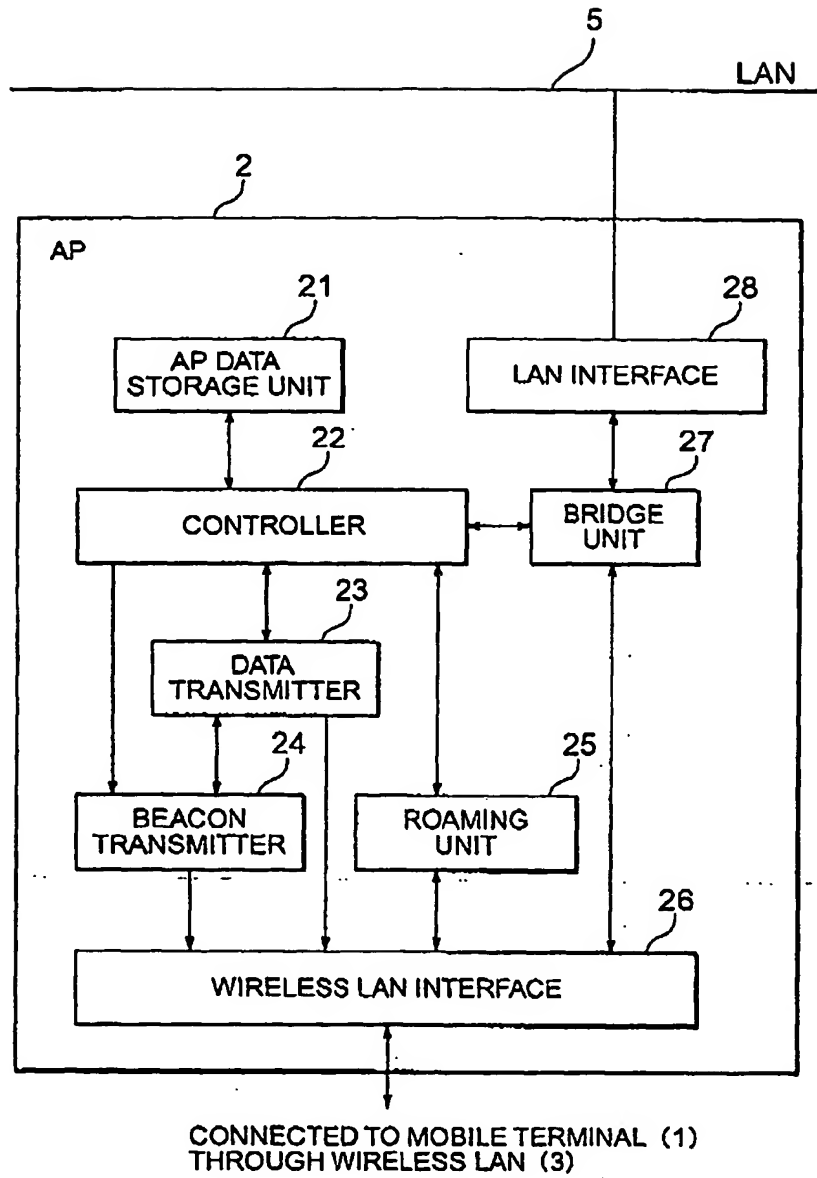 5
LAN
2
AP
21
AP DATA
STORAGE UNIT
28
LAN INTERFACE
22
CONTROLLER
27
BRIDGE
UNIT
23
DATA
TRANSMITTER
24
BEACON
TRANSMITTER
25
ROAMING
UNIT
26
WIRELESS LAN INTERFACE
CONNECTED TO MOBILE TERMINAL (1)
THROUGH WIRELESS LAN (3)